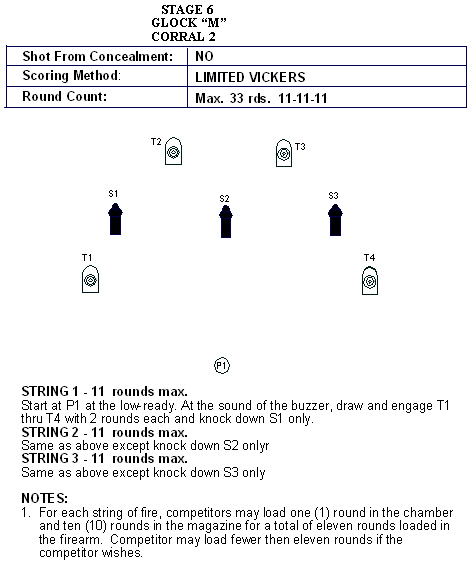 STAGE 6
GLOCK “M”
CORRAL 2
Shot From Concealment: NO
Scoring Method: LIMITED VICKERS
Round Count: Max. 33 rds. 11-11-11
T2 T3
S1 S2 S3
T1 T4
P1
STRING 1 - 11 rounds max.
Start at P1 at the low-ready. At the sound of the buzzer, draw and engage T1
thru T4 with 2 rounds each and knock down S1 only.
STRING 2 - 11 rounds max.
Same as above except knock down S2 onlyr
STRING 3 - 11 rounds max.
Same as above except knock down S3 only
NOTES:
1. For each string of fire, competitors may load one (1) round in the chamber
and ten (10) rounds in the magazine for a total of eleven rounds loaded in
the firearm. Competitor may load fewer then eleven rounds if the
competitor wishes.